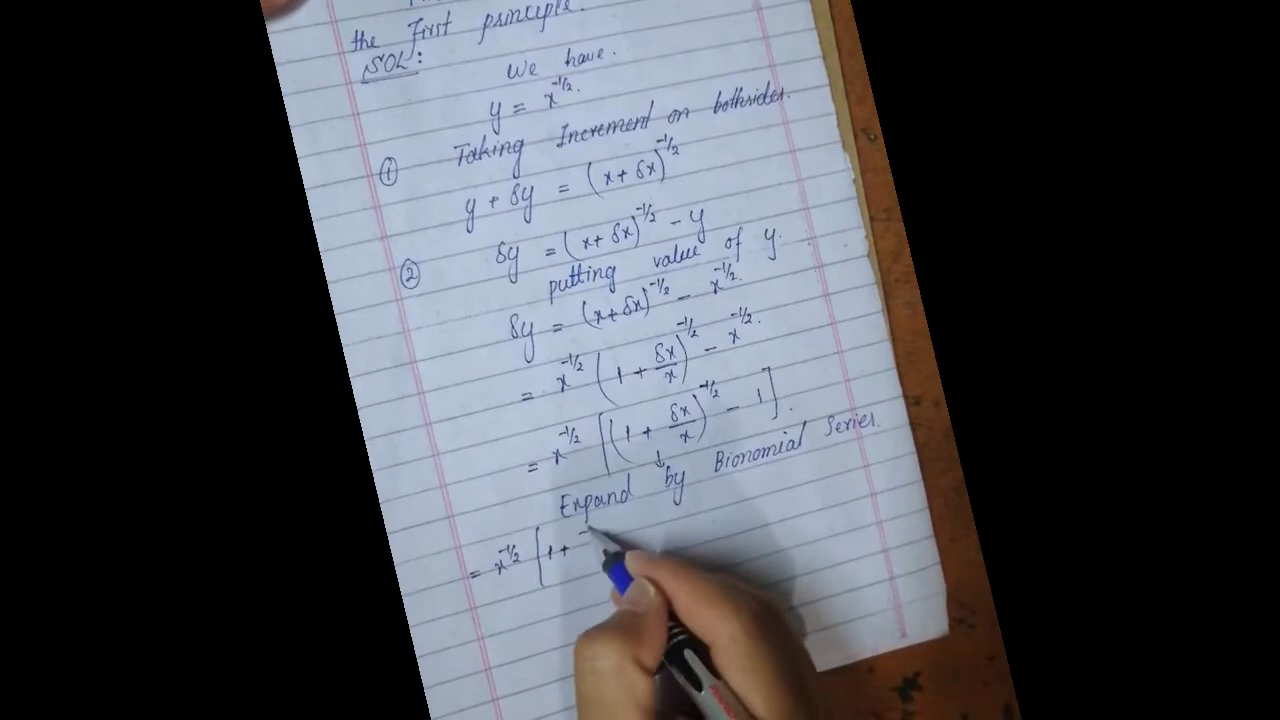 the First principle.
SOL:
We have.
y = x^{-1/2}.
① Taking Increment on bothsides.
y + δy = (x + δx)^{-1/2}
δy = (x + δx)^{-1/2} - y
② putting value of y.
δy = (x + δx)^{-1/2} - x^{-1/2}.
= x^{-1/2} (1 + δx/x)^{-1/2} - x^{-1/2}.
= x^{-1/2} [(1 + δx/x)^{-1/2} - 1].
↓
Expand by Bionomial Series.
= x^{-1/2} [1 + -